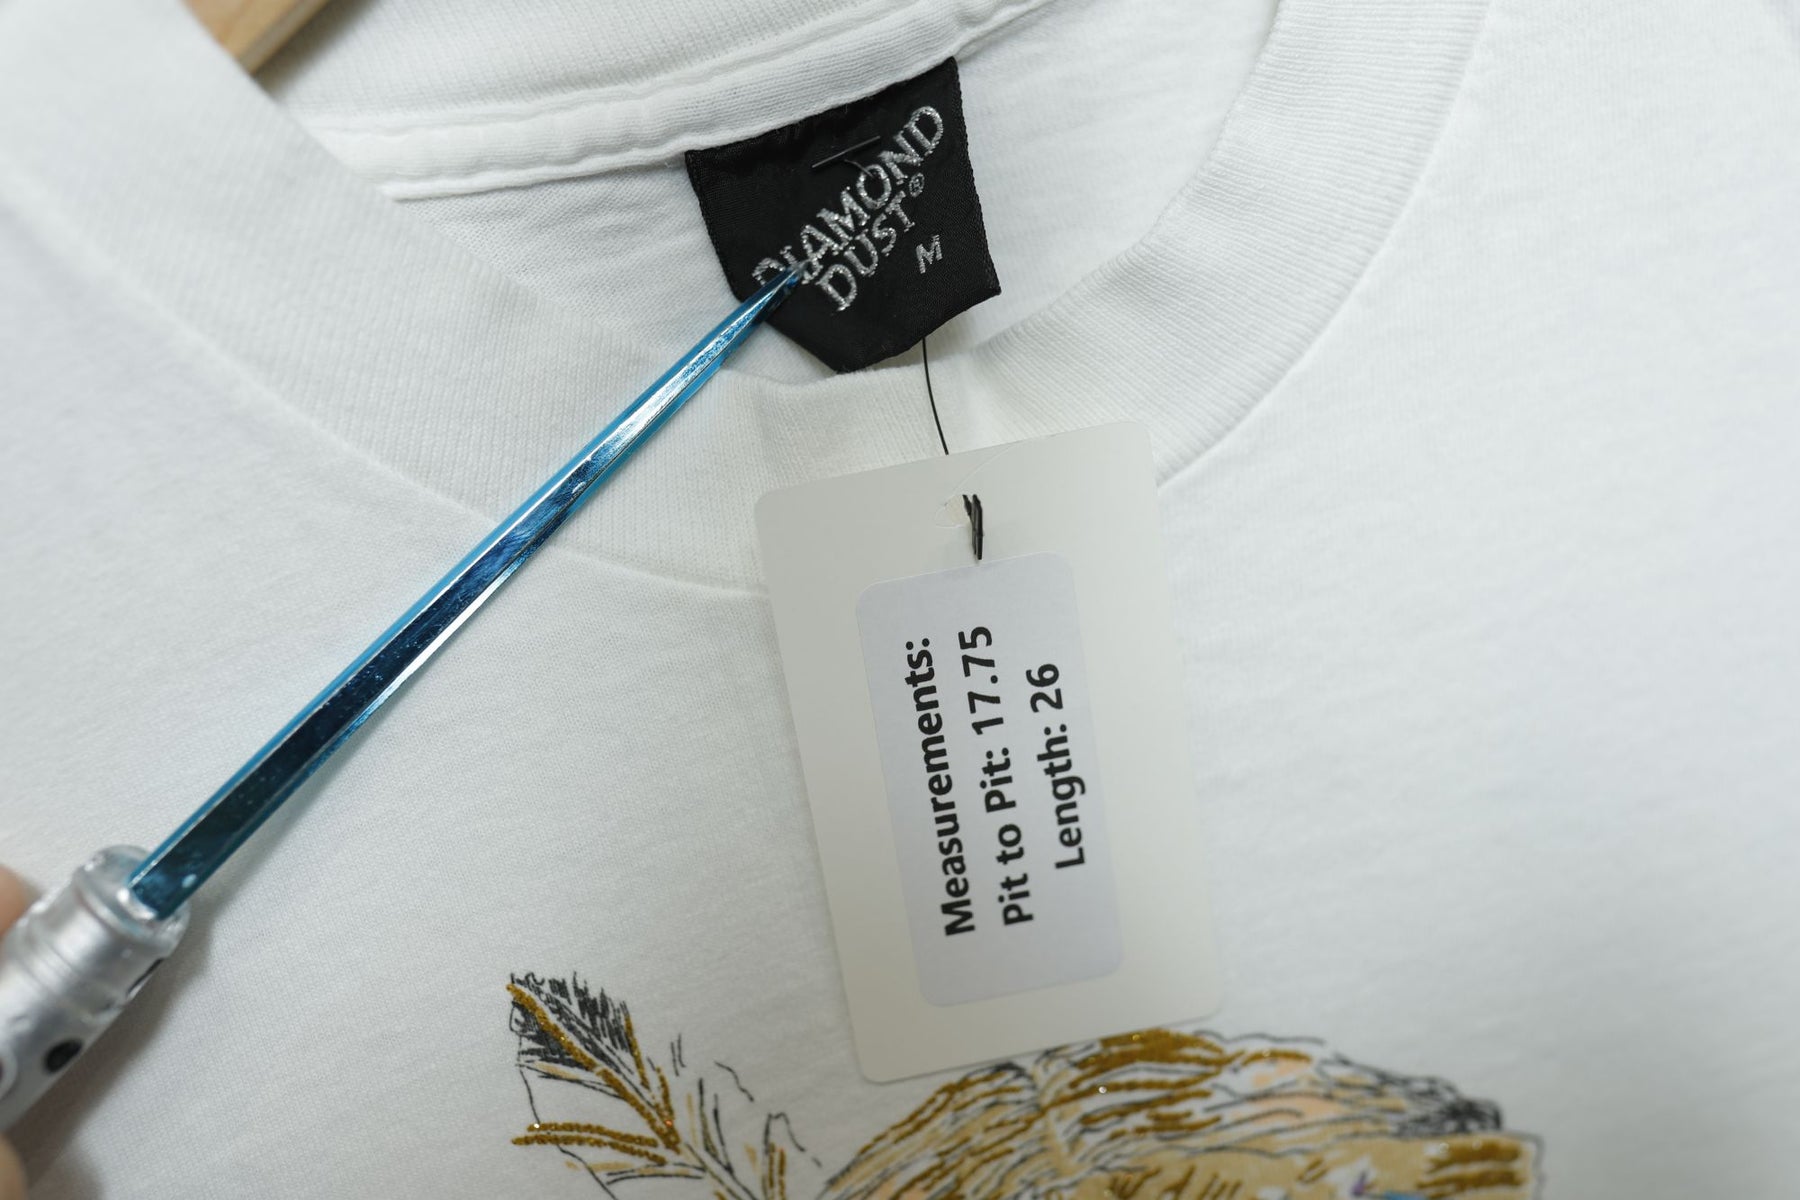 DIAMOND
DUST®
M
Measurements:
Pit to Pit: 17.75
Length: 26